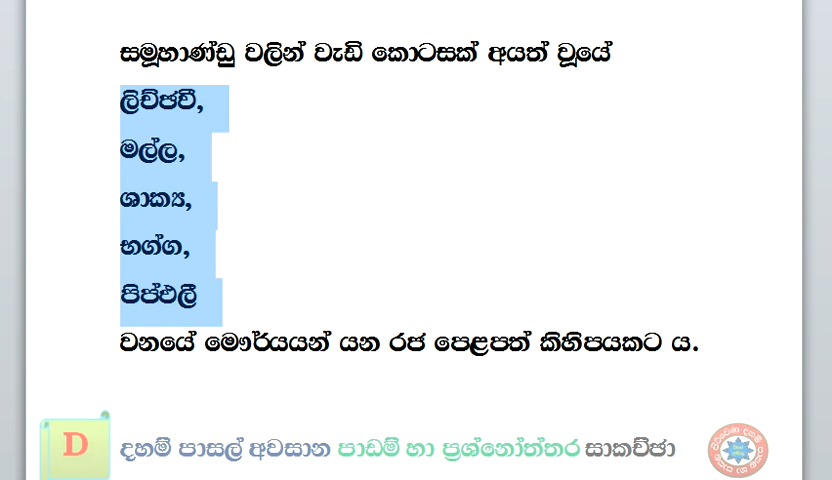 සමූහාණ්ඩු වලින් වැඩි කොටසක් අයත් වූයේ
ලිච්ඡවී,
මල්ල,
ශාක්‍ය,
භග්ග,
පිප්ඵලී
වනයේ මෞර්යයන් යන රජ පෙළපත් කිහිපයකට ය.
D
දහම් පාසල් අවසාන පාඩම් හා ප්‍රශ්නෝත්තර සාකච්ඡා